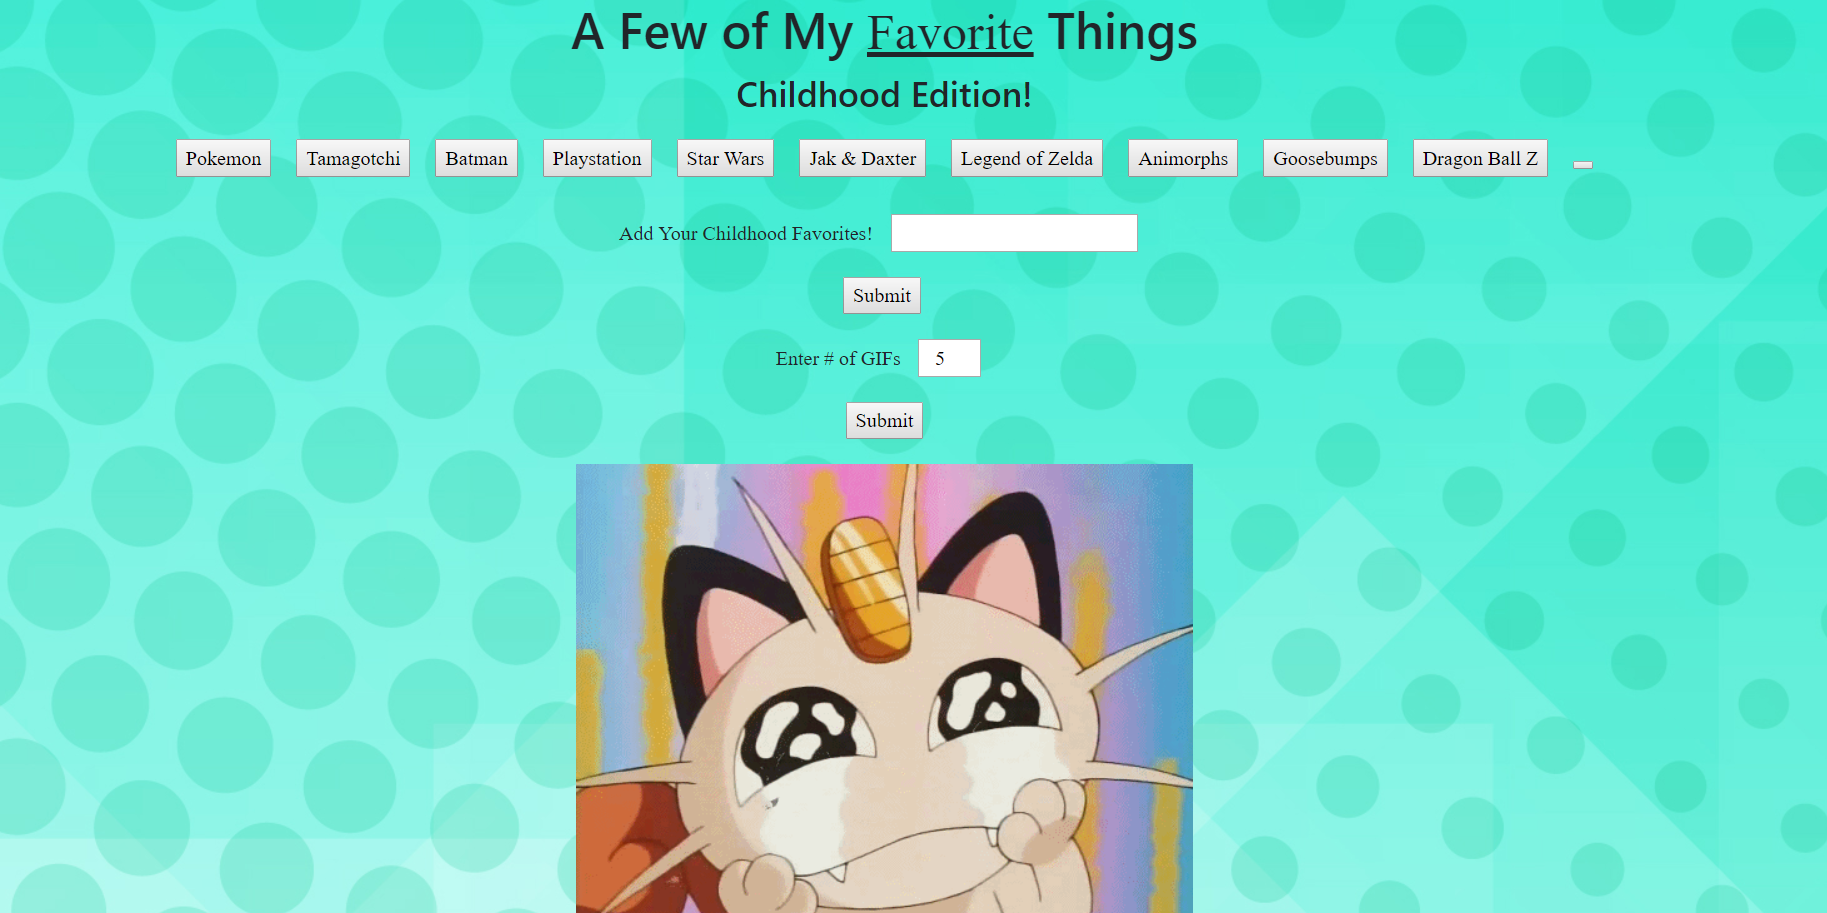 A Few of My Favorite Things
Childhood Edition!
Pokemon Tamagotchi Batman Playstation Star Wars Jak & Daxter Legend of Zelda Animorphs Goosebumps Dragon Ball Z
Add Your Childhood Favorites!
Submit
Enter # of GIFs 5
Submit